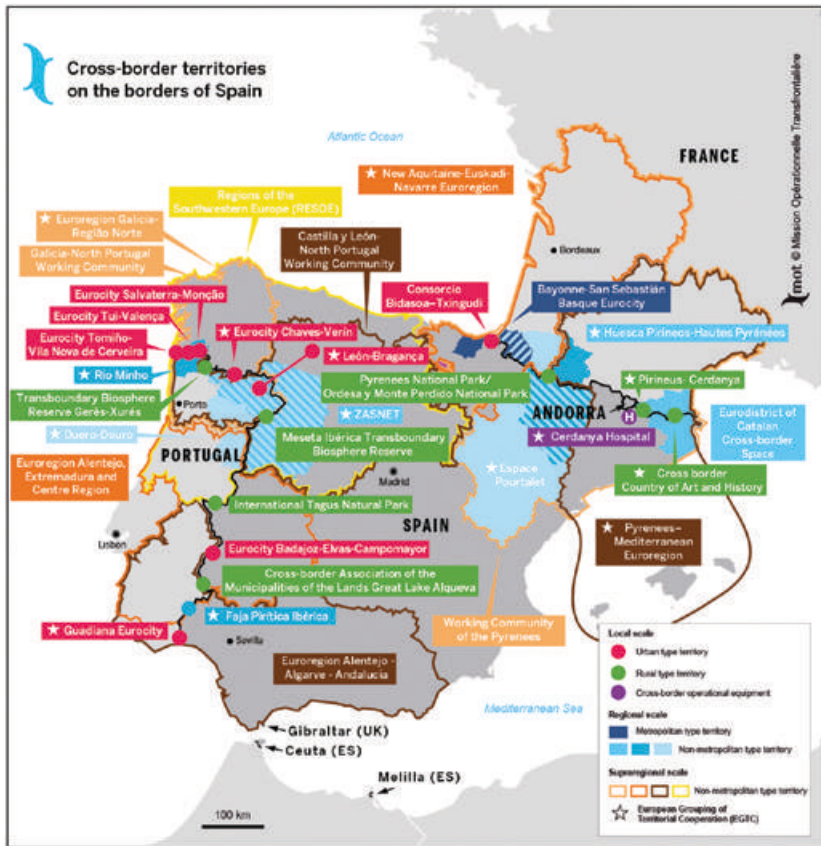 Cross-border territories
on the borders of Spain
© Mission Opérationnelle Transfrontalière
mot
Atlantic Ocean
FRANCE
★ New Aquitaine-Euskadi-
Navarre Euroregion
Regions of the
Southwestern Europe (RESOE)
★ Euroregion Galicia-
Região Norte
Castilla y León-
North Portugal
Working Community
Galicia-North Portugal
Working Community
Bordeaux
Consorcio
Bidasoa-Txingudi
Bayonne-San Sebastián
Basque Eurocity
Eurocity Salvaterra-Monção
Eurocity Tui-Valença
Eurocity Tomiño-
Vila Nova de Cerveira
★ Eurocity Chaves-Verín
★ León-Bragança
★ Huesca Pirineos-Hautes Pyrénées
★ Rio Minho
Pyrenees National Park/
Ordesa y Monte Perdido National Park
★ Pirineus- Cerdanya
Transboundary Biosphere
Reserve Gerês-Xurés
Porto
★ ZASNET
ANDORRA
H
★ Duero-Douro
Meseta Ibérica Transboundary
Biosphere Reserve
★ Cerdanya Hospital
Eurodistrict of
Catalan
Cross-border
Space
PORTUGAL
Euroregion Alentejo,
Extremadura and
Centre Region
Madrid
★ Espace
Pourtalet
★ Cross border
Country of Art and History
International Tagus Natural Park
SPAIN
★ Pyrenees-
Mediterranean
Euroregion
Lisbon
Eurocity Badajoz-Elvas-Campomayor
Cross-border Association of the
Municipalities of the Lands Great Lake Alqueva
★ Faja Pirítica Ibérica
★ Guadiana Eurocity
Sevilla
Working Community
of the Pyrenees
Euroregion Alentejo -
Algarve - Andalucía
Mediterranean Sea
Gibraltar (UK)
Ceuta (ES)
Melilla (ES)
100 km
Local scale
Urban type territory
Rural type territory
Cross-border operational equipment
Regional scale
Metropolitan type territory
Non-metropolitan type territory
Supraregional scale
Non-metropolitan type territory
European Grouping of
Territorial Cooperation (EGTC)